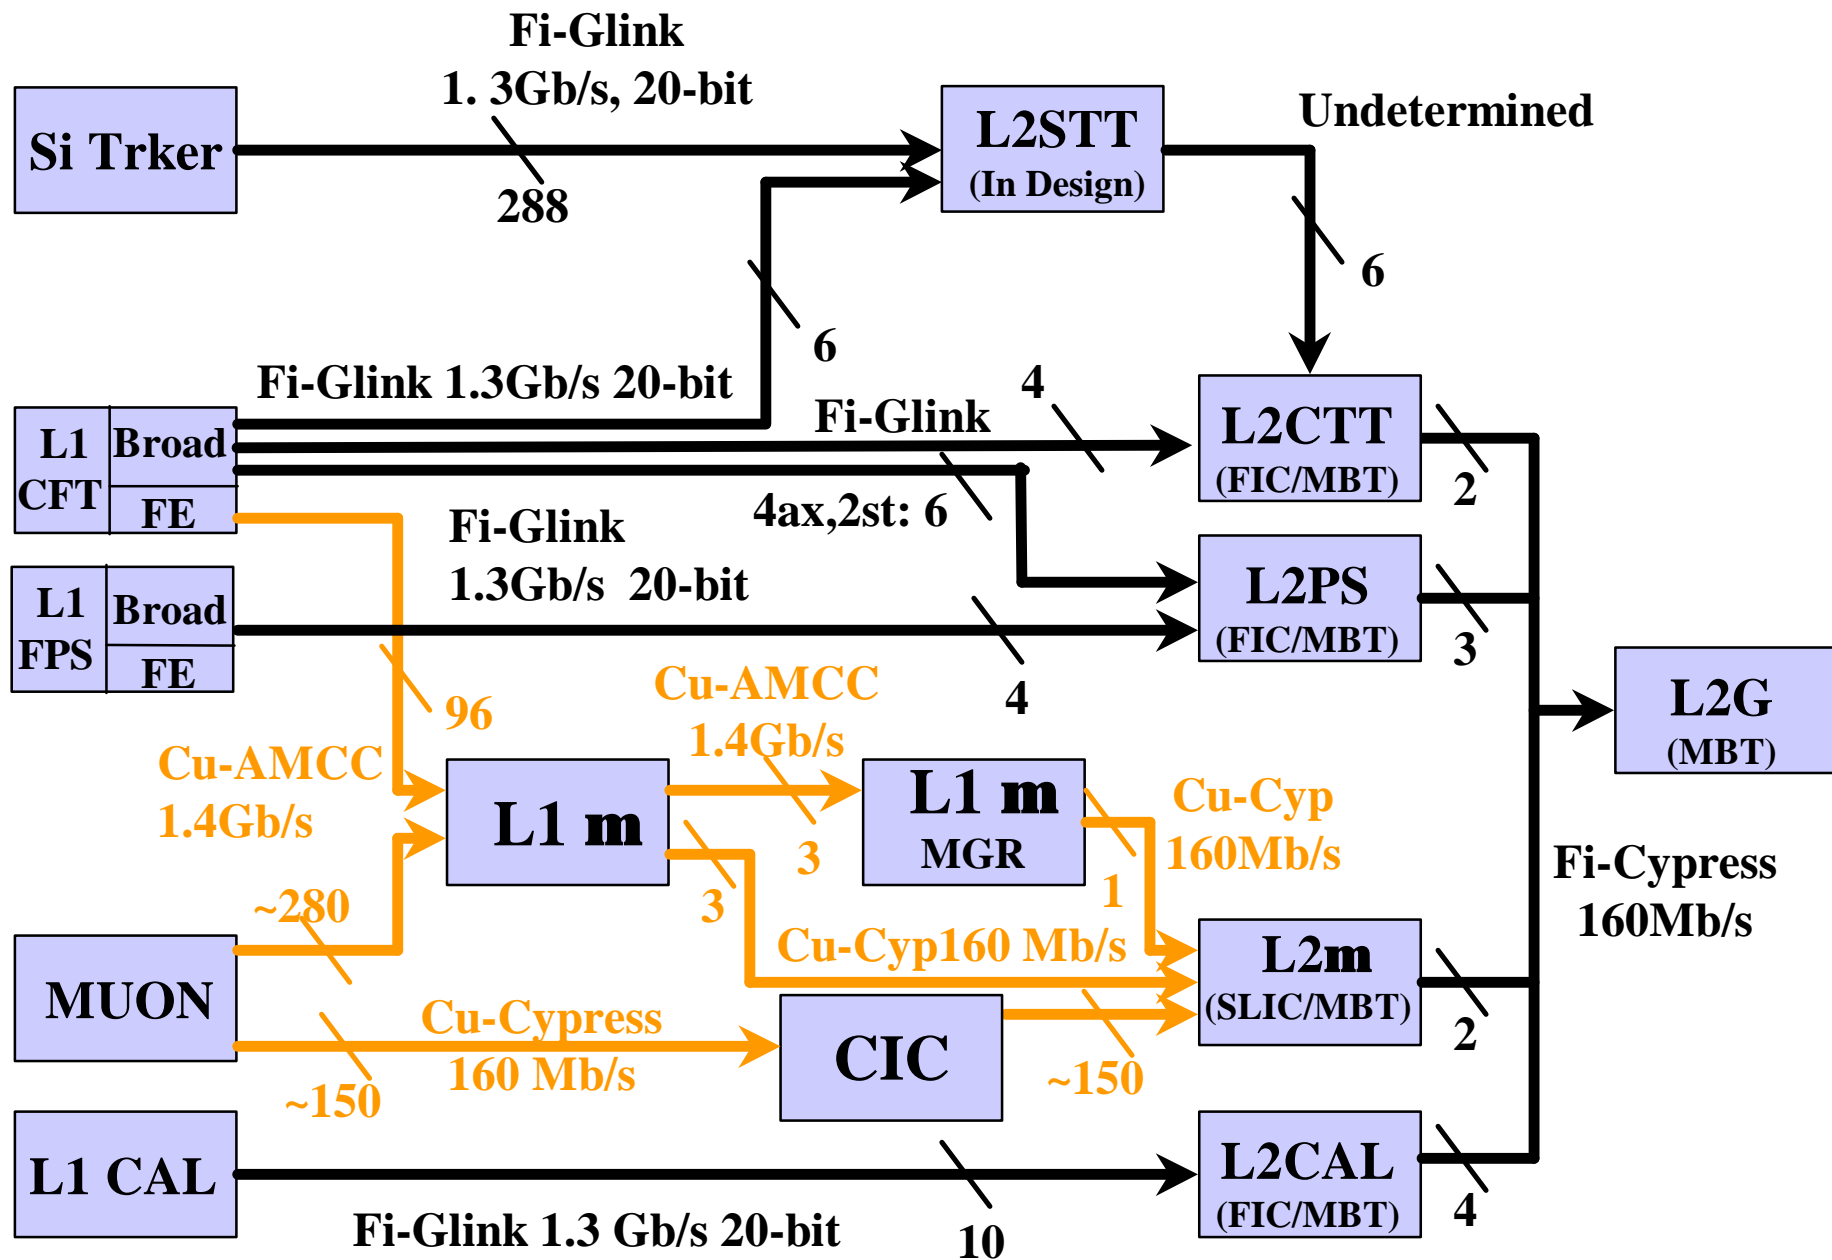 Fi-Glink
1. 3Gb/s, 20-bit
Si Trker
288
L2STT
(In Design)
Undetermined
6
6
Fi-Glink 1.3Gb/s 20-bit
4
Fi-Glink
L1
CFT
Broad
FE
L2CTT
(FIC/MBT)
2
4ax,2st: 6
Fi-Glink
1.3Gb/s 20-bit
L1
FPS
Broad
FE
L2PS
(FIC/MBT)
3
4
96
Cu-AMCC
1.4Gb/s
Cu-AMCC
1.4Gb/s
L2G
(MBT)
L1 m
3
3
L1 m
MGR
1
Cu-Cyp
160Mb/s
Fi-Cypress
160Mb/s
~280
Cu-Cyp160 Mb/s
MUON
L2m
(SLIC/MBT)
2
Cu-Cypress
160 Mb/s
~150
CIC
~150
L1 CAL
L2CAL
(FIC/MBT)
4
Fi-Glink 1.3 Gb/s 20-bit
10